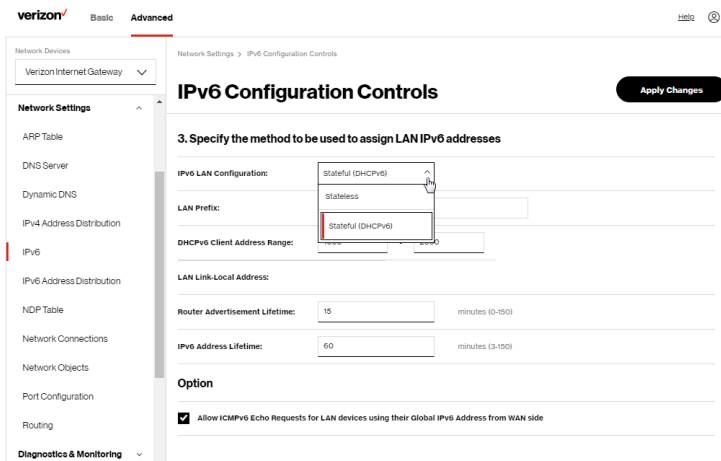 verizon✓ Basic Advanced Help
Network Devices
Verizon Internet Gateway
Network Settings
ARP Table
DNS Server
Dynamic DNS
IPv4 Address Distribution
IPv6
IPv6 Address Distribution
NDP Table
Network Connections
Network Objects
Port Configuration
Routing
Diagnostics & Monitoring
Network Settings > IPv6 Configuration Controls
IPv6 Configuration Controls
Apply Changes
3. Specify the method to be used to assign LAN IPv6 addresses
IPv6 LAN Configuration: Stateful (DHCPv6)
Stateless
Stateful (DHCPv6)
LAN Prefix:
DHCPv6 Client Address Range: -
LAN Link-Local Address:
Router Advertisement Lifetime: 15 minutes (0-150)
IPv6 Address Lifetime: 60 minutes (3-150)
Option
Allow ICMPv6 Echo Requests for LAN devices using their Global IPv6 Address from WAN side